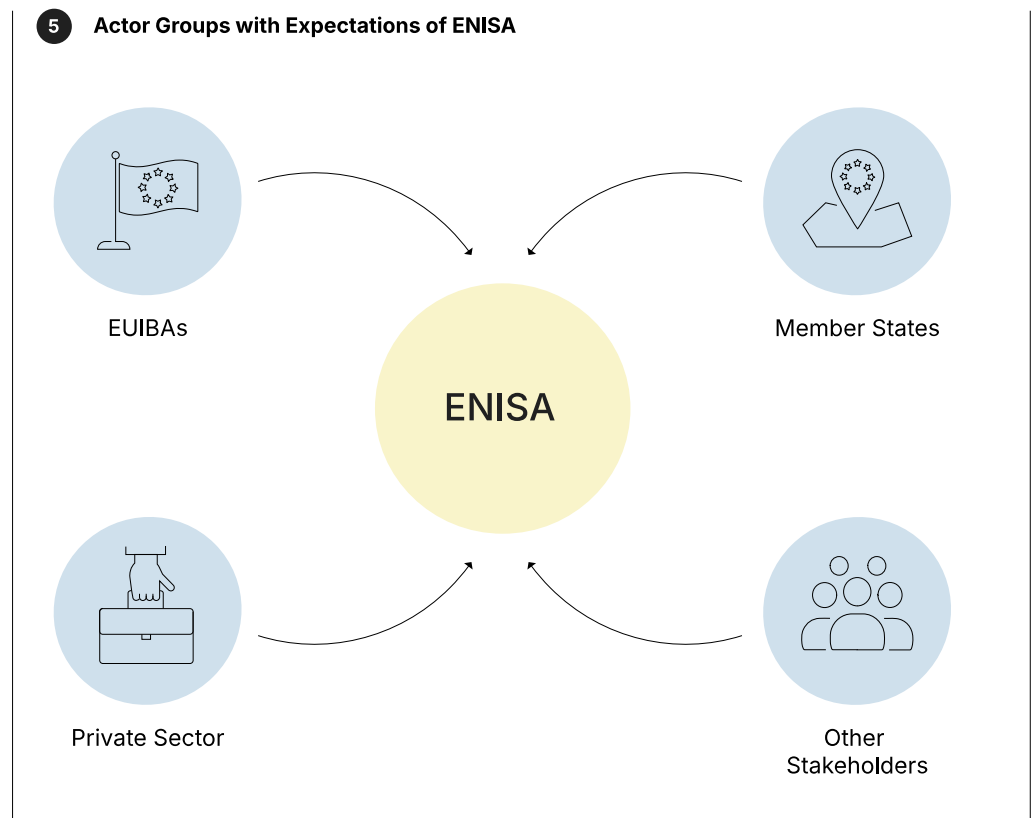 5 Actor Groups with Expectations of ENISA
EUIBAs
Member States
ENISA
Private Sector
Other
Stakeholders